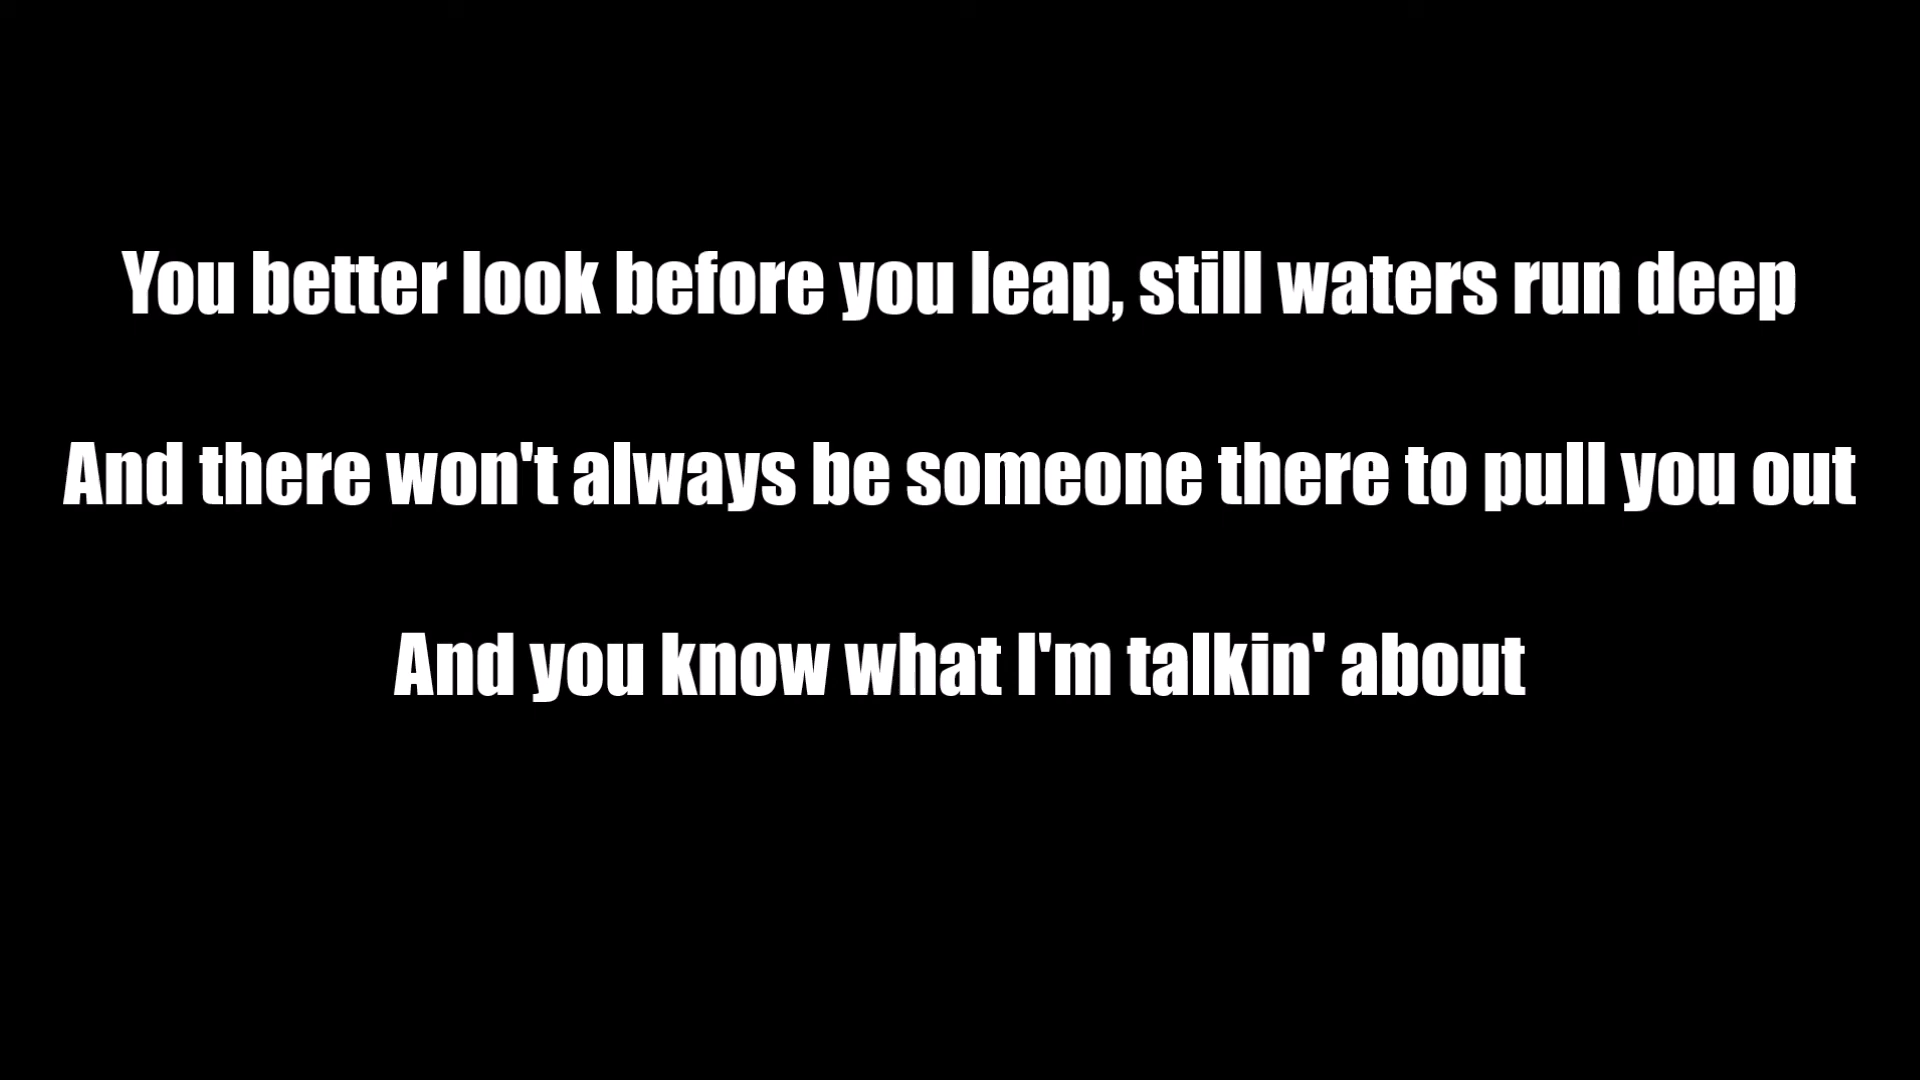 You better look before you leap, still waters run deep
And there won't always be someone there to pull you out
And you know what I'm talkin' about